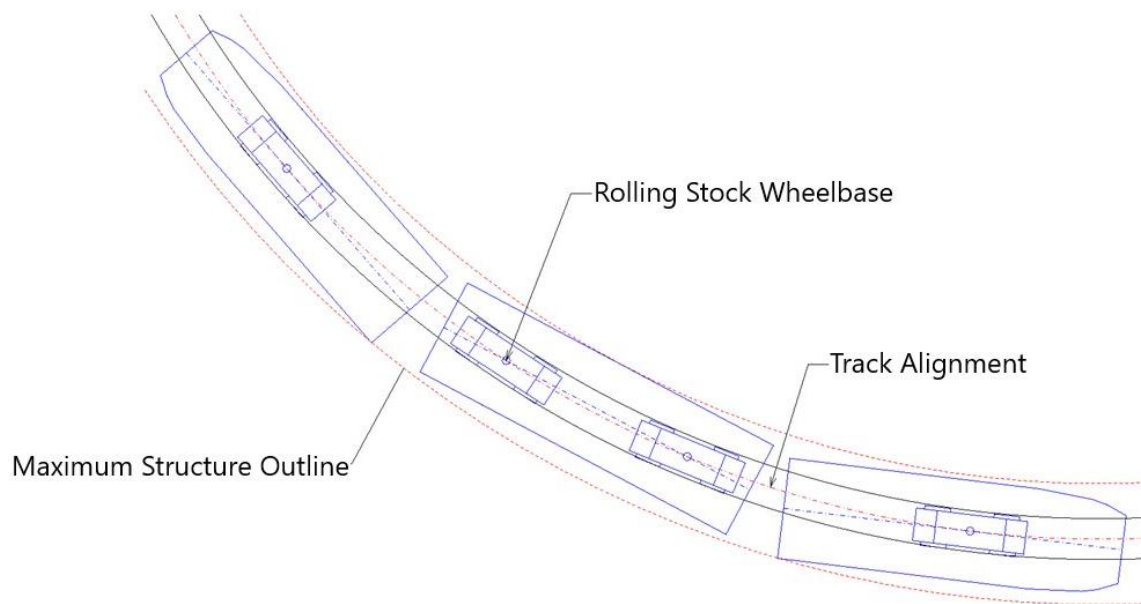 Rolling Stock Wheelbase
Track Alignment
Maximum Structure Outline